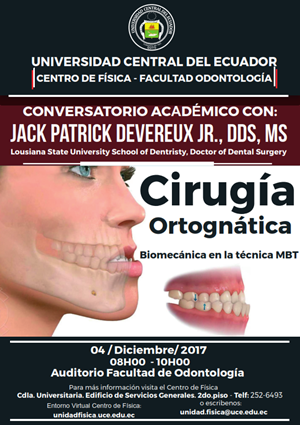 UNIVERSIDAD CENTRAL DEL ECUADOR
CENTRO DE FÍSICA - FACULTAD ODONTOLOGÍA
CONVERSATORIO ACADÉMICO CON:
JACK PATRICK DEVEREUX JR., DDS, MS
Lousiana State University School of Dentristy, Doctor of Dental Surgery
Cirugía
Ortognática
Biomecánica en la técnica MBT
04 / Diciembre/ 2017
08H00 - 10H00
Auditorio Facultad de Odontología
Para más información visita el Centro de Física
Cdla. Universitaria. Edificio de Servicios Generales. 2do.piso - Telf: 252-6493
Entorno Virtual Centro de Física:
unidadfisica.uce.edu.ec
o escribenos:
unidad.fisica@uce.edu.ec